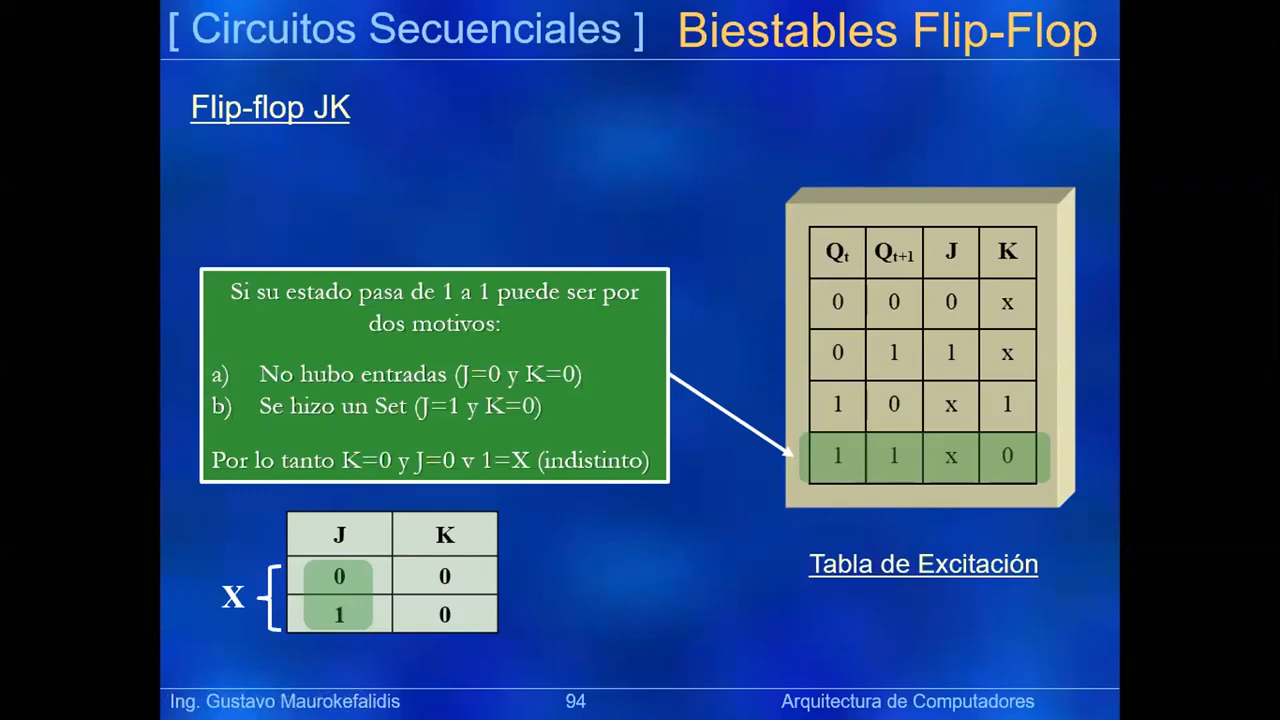 [ Circuitos Secuenciales ] Biestables Flip-Flop
Flip-flop JK
Si su estado pasa de 1 a 1 puede ser por
dos motivos:
a) No hubo entradas (J=0 y K=0)
b) Se hizo un Set (J=1 y K=0)
Por lo tanto K=0 y J=0 v 1=X (indistinto)
J K
0 0
1 0
X
Qt Qt+1 J K
0 0 0 x
0 1 1 x
1 0 x 1
1 1 x 0
Tabla de Excitación
Ing. Gustavo Maurokefalidis 94 Arquitectura de Computadores